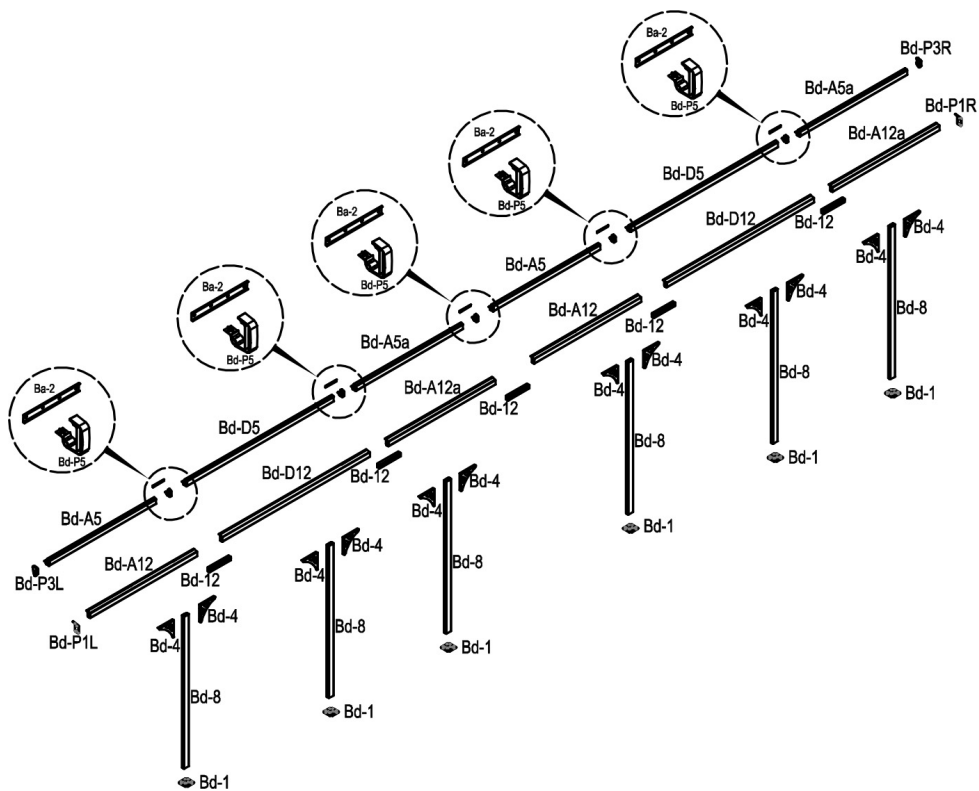 Ba-2
Bd-P5
Bd-P3R
Bd-A5a
Bd-P1R
Bd-A12a
Ba-2
Bd-P5
Bd-D5
Bd-D12
Bd-12
Bd-4
Bd-4
Bd-8
Bd-1
Ba-2
Bd-P5
Bd-A5
Bd-A12
Bd-12
Bd-4
Bd-4
Bd-8
Bd-1
Ba-2
Bd-P5
Bd-A5a
Bd-A12a
Bd-12
Bd-4
Bd-4
Bd-8
Bd-1
Ba-2
Bd-P5
Bd-D5
Bd-D12
Bd-12
Bd-4
Bd-4
Bd-8
Bd-1
Bd-A5
Bd-P3L
Bd-A12
Bd-12
Bd-4
Bd-4
Bd-8
Bd-1
Bd-P1L
Bd-4
Bd-4
Bd-8
Bd-1